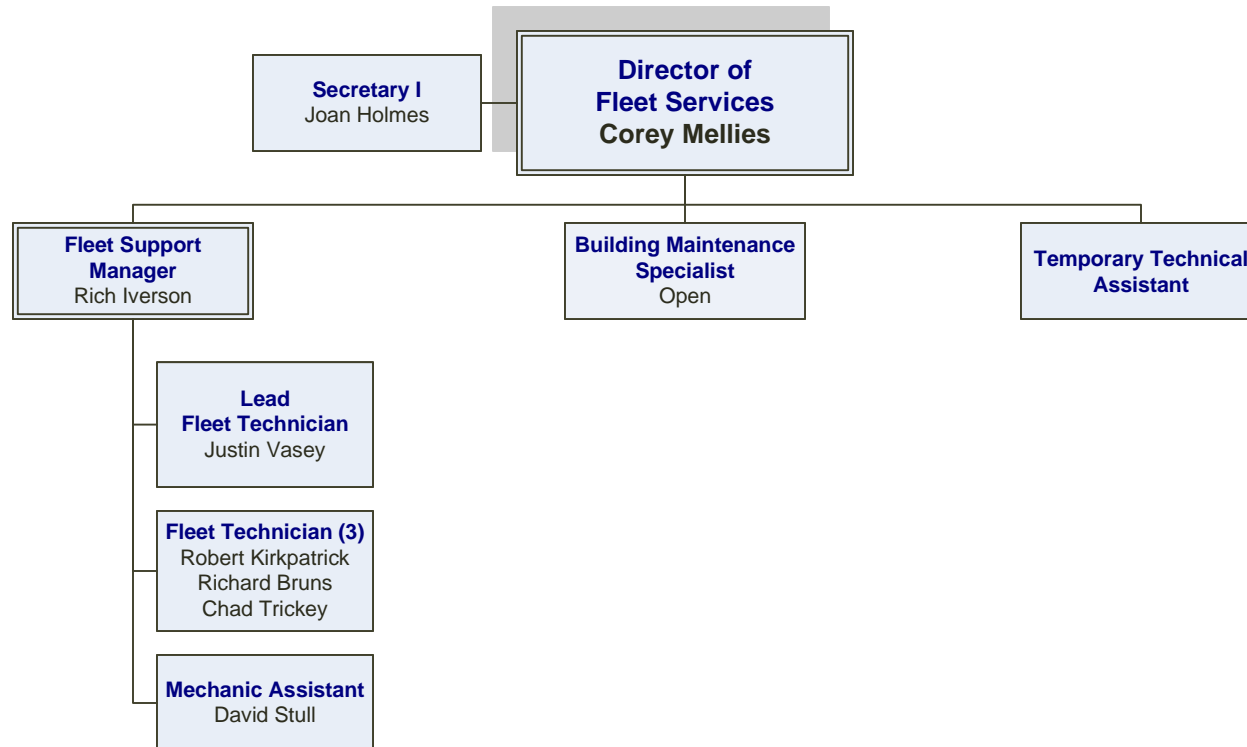 Director of
Fleet Services
Corey Mellies
Secretary I
Joan Holmes
Fleet Support
Manager
Rich Iverson
Building Maintenance
Specialist
Open
Temporary Technical
Assistant
Lead
Fleet Technician
Justin Vasey
Fleet Technician (3)
Robert Kirkpatrick
Richard Bruns
Chad Trickey
Mechanic Assistant
David Stull